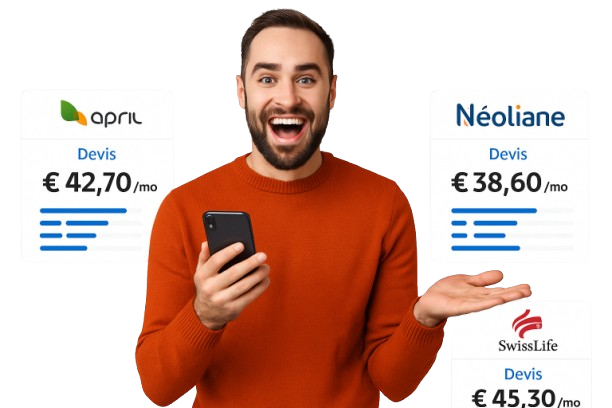 april
Devis
€ 42,70/mo
Néoliane
Devis
€ 38,60/mo
SwissLife
Devis
€ 45,30/mo